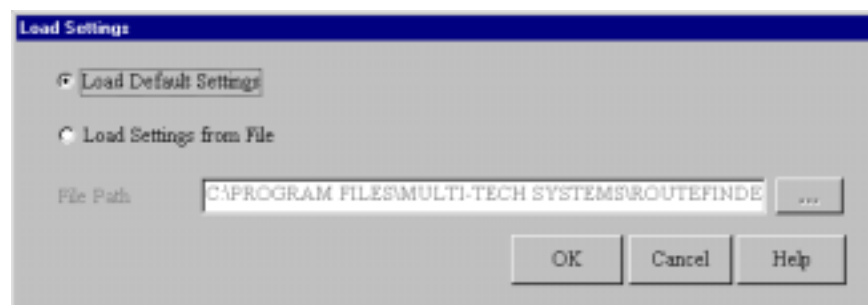 Load Settings
Load Default Settings
Load Settings from File
File Path C:\PROGRAM FILES\MULTI-TECH SYSTEMS\ROUTEFINDE ...
OK Cancel Help